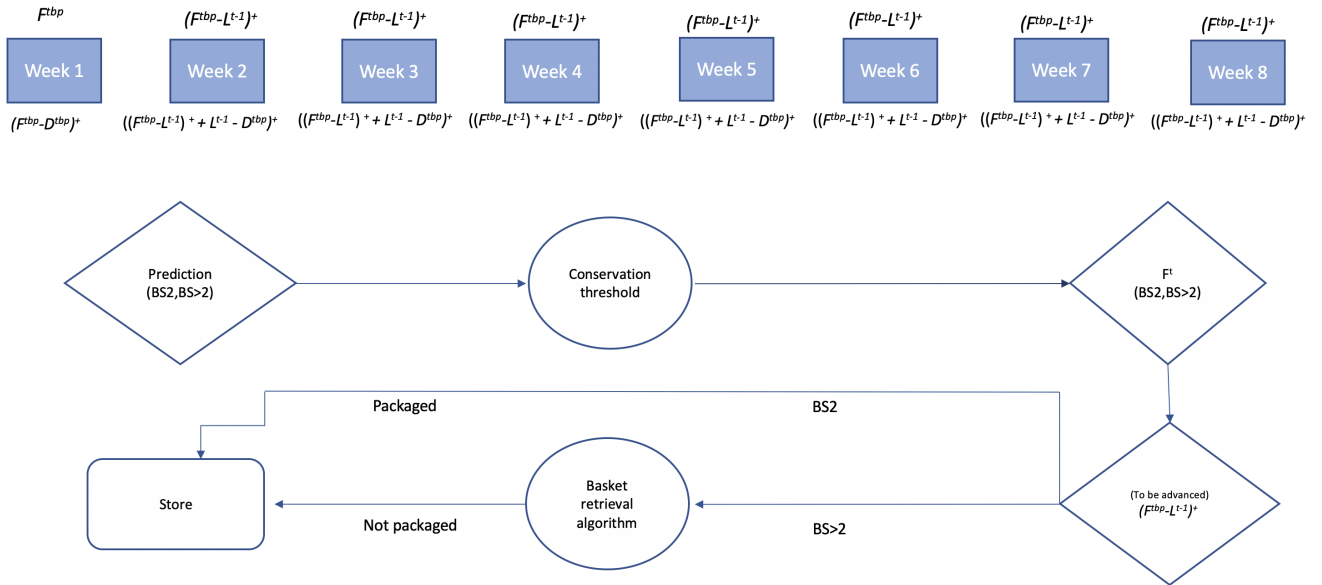 F^tbp (F^tbp-L^t-1)^+ (F^tbp-L^t-1)^+ (F^tbp-L^t-1)^+ (F^tbp-L^t-1)^+ (F^tbp-L^t-1)^+ (F^tbp-L^t-1)^+ (F^tbp-L^t-1)^+
Week 1 Week 2 Week 3 Week 4 Week 5 Week 6 Week 7 Week 8
(F^tbp-D^tbp)^+ ((F^tbp-L^t-1) ^+ + L^t-1 - D^tbp)^+ ((F^tbp-L^t-1) ^+ + L^t-1 - D^tbp)^+ ((F^tbp-L^t-1) ^+ + L^t-1 - D^tbp)^+ ((F^tbp-L^t-1) ^+ + L^t-1 - D^tbp)^+ ((F^tbp-L^t-1) ^+ + L^t-1 - D^tbp)^+ ((F^tbp-L^t-1) ^+ + L^t-1 - D^tbp)^+ ((F^tbp-L^t-1) ^+ + L^t-1 - D^tbp)^+
Prediction
(BS2,BS>2)
Conservation
threshold
F^t
(BS2,BS>2)
Packaged
BS2
Store
Basket
retrieval
algorithm
(To be advanced)
(F^tbp-L^t-1)^+
Not packaged
BS>2